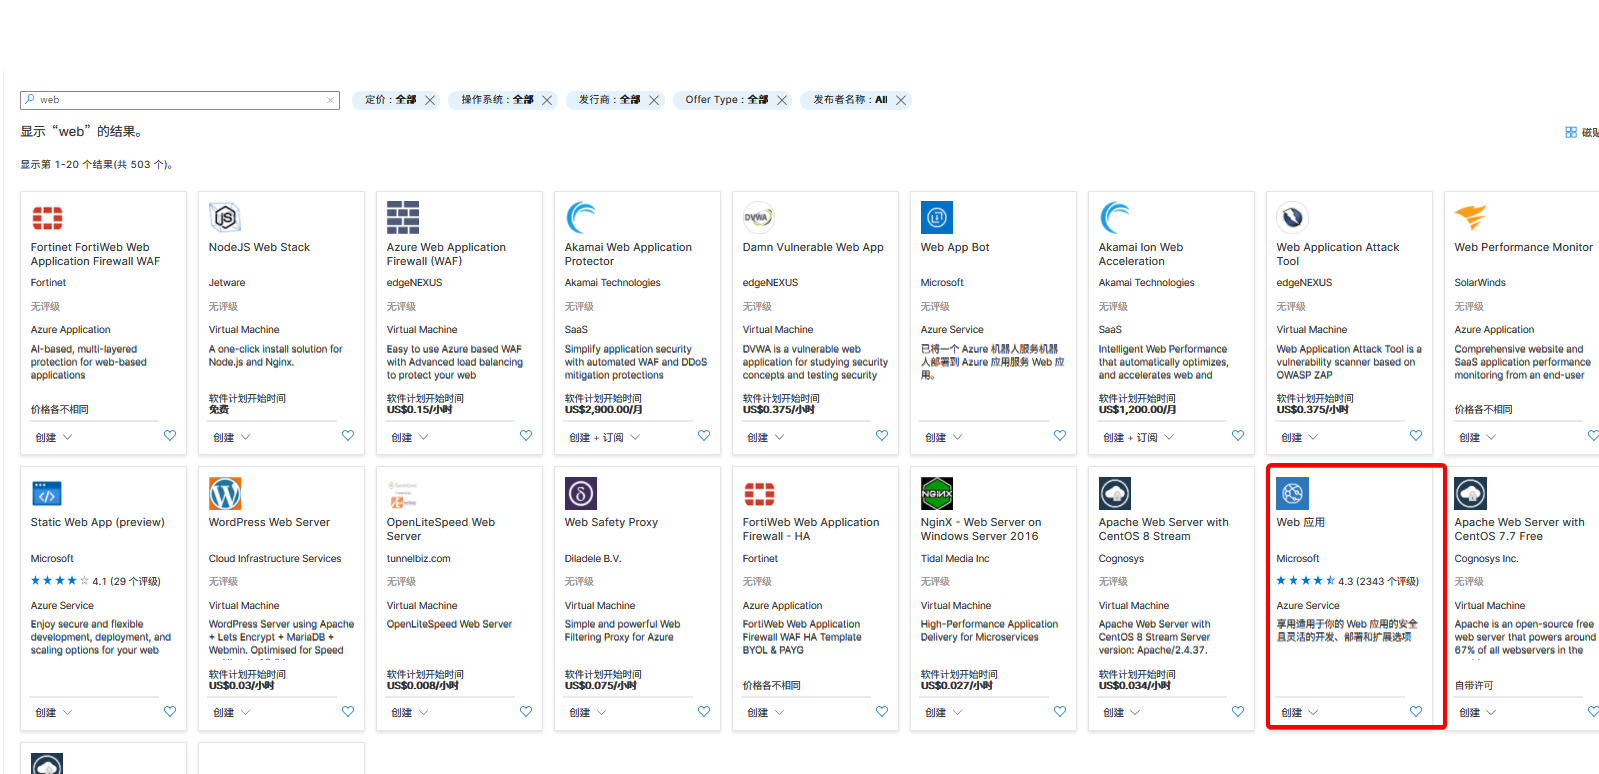 web
定价 : 全部
操作系统 : 全部
发行商 : 全部
Offer Type : 全部
发布者名称 : All
显示“web”的结果。
磁贴
显示第 1-20 个结果(共 503 个)。
Fortinet FortiWeb Web
Application Firewall WAF
Fortinet
无评级
Azure Application
AI-based, multi-layered
protection for web-based
applications
价格各不相同
创建
NodeJS Web Stack
Jetware
无评级
Virtual Machine
A one-click install solution for
Node.js and Nginx.
软件计划开始时间
免费
创建
Azure Web Application
Firewall (WAF)
edgeNEXUS
无评级
Virtual Machine
Easy to use Azure based WAF
with Advanced load balancing
to protect your web
软件计划开始时间
US$0.15/小时
创建
Akamai Web Application
Protector
Akamai Technologies
无评级
SaaS
Simplify application security
with automated WAF and DDoS
mitigation protections
软件计划开始时间
US$2,900.00/月
创建 + 订阅
DVWA
Damn Vulnerable Web App
edgeNEXUS
无评级
Virtual Machine
DVWA is a vulnerable web
application for studying security
concepts and testing security
软件计划开始时间
US$0.375/小时
创建
Web App Bot
Microsoft
无评级
Azure Service
已将一个 Azure 机器人服务机器
人部署到 Azure 应用服务 Web 应
用。
创建
Akamai Ion Web
Acceleration
Akamai Technologies
无评级
SaaS
Intelligent Web Performance
that automatically optimizes,
and accelerates web and
软件计划开始时间
US$1,200.00/月
创建 + 订阅
Web Application Attack
Tool
edgeNEXUS
无评级
Virtual Machine
Web Application Attack Tool is a
vulnerability scanner based on
OWASP ZAP
软件计划开始时间
US$0.375/小时
创建
Web Performance Monitor
SolarWinds
无评级
Azure Application
Comprehensive website and
SaaS application performance
monitoring from an end-user
价格各不相同
创建
Static Web App (preview)
Microsoft
4.1 (29 个评级)
Azure Service
Enjoy secure and flexible
development, deployment, and
scaling options for your web
创建
WordPress Web Server
Cloud Infrastructure Services
无评级
Virtual Machine
WordPress Server using Apache
+ Lets Encrypt + MariaDB +
Webmin. Optimised for Speed
软件计划开始时间
US$0.03/小时
创建
OpenLiteSpeed Web
Server
tunnelbiz.com
无评级
Virtual Machine
OpenLiteSpeed Web Server
软件计划开始时间
US$0.008/小时
创建
Web Safety Proxy
Diladele B.V.
无评级
Virtual Machine
Simple and powerful Web
Filtering Proxy for Azure
软件计划开始时间
US$0.075/小时
创建
FortiWeb Web Application
Firewall - HA
Fortinet
无评级
Azure Application
FortiWeb Web Application
Firewall WAF HA Template
BYOL & PAYG
价格各不相同
创建
NGINX
NginX - Web Server on
Windows Server 2016
Tidal Media Inc
无评级
Virtual Machine
High-Performance Application
Delivery for Microservices
软件计划开始时间
US$0.027/小时
创建
Apache Web Server with
CentOS 8 Stream
Cognosys
无评级
Virtual Machine
Apache Web Server with
CentOS 8 Stream Server
version: Apache/2.4.37.
软件计划开始时间
US$0.034/小时
创建
Web 应用
Microsoft
4.3 (2343 个评级)
Azure Service
享用适用于你的 Web 应用的安全
且灵活的开发、部署和扩展选项
创建
Apache Web Server with
CentOS 7.7 Free
Cognosys Inc.
无评级
Virtual Machine
Apache is an open-source free
web server that powers around
67% of all webservers in the
自带许可
创建